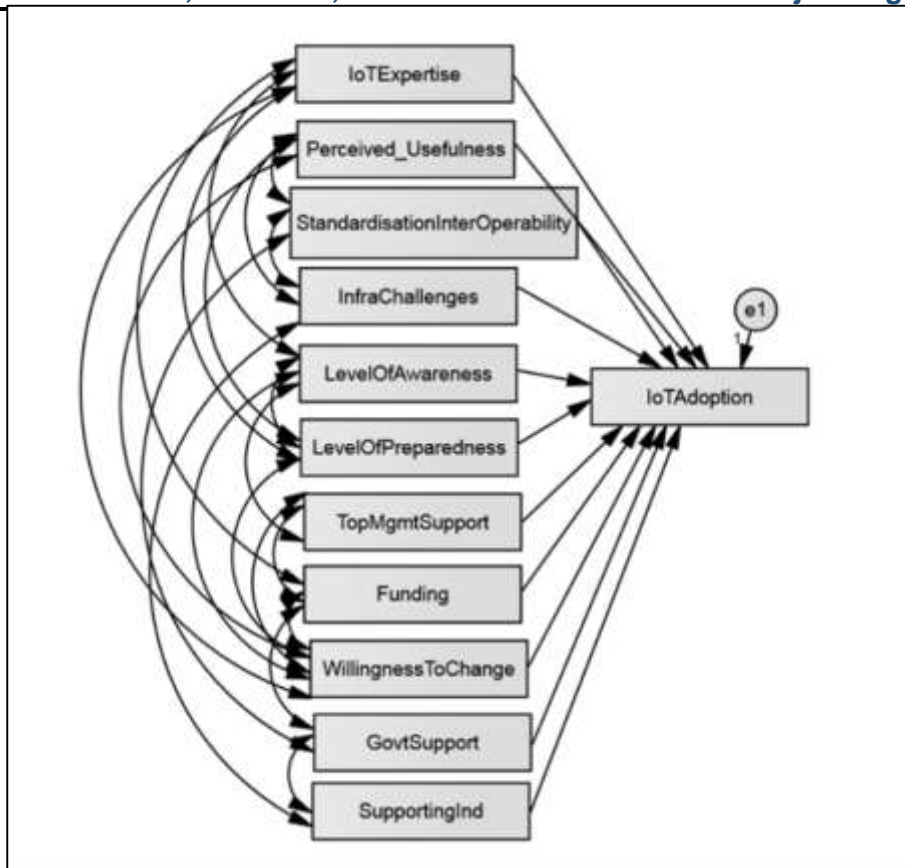 IoTExpertise
Perceived_Usefulness
StandardisationInterOperability
InfraChallenges
e1
1
LevelOfAwareness
IoTAdoption
LevelOfPreparedness
TopMgmtSupport
Funding
WillingnessToChange
GovtSupport
SupportingInd